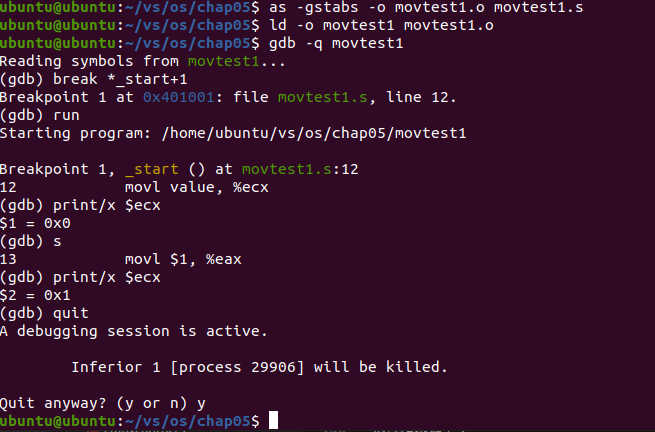 ubuntu@ubuntu:~/vs/os/chap05$ as -gstabs -o movtest1.o movtest1.s
ubuntu@ubuntu:~/vs/os/chap05$ ld -o movtest1 movtest1.o
ubuntu@ubuntu:~/vs/os/chap05$ gdb -q movtest1
Reading symbols from movtest1...
(gdb) break *_start+1
Breakpoint 1 at 0x401001: file movtest1.s, line 12.
(gdb) run
Starting program: /home/ubuntu/vs/os/chap05/movtest1
Breakpoint 1, _start () at movtest1.s:12
12 movl value, %ecx
(gdb) print/x $ecx
$1 = 0x0
(gdb) s
13 movl $1, %eax
(gdb) print/x $ecx
$2 = 0x1
(gdb) quit
A debugging session is active.
Inferior 1 [process 29906] will be killed.
Quit anyway? (y or n) y
ubuntu@ubuntu:~/vs/os/chap05$